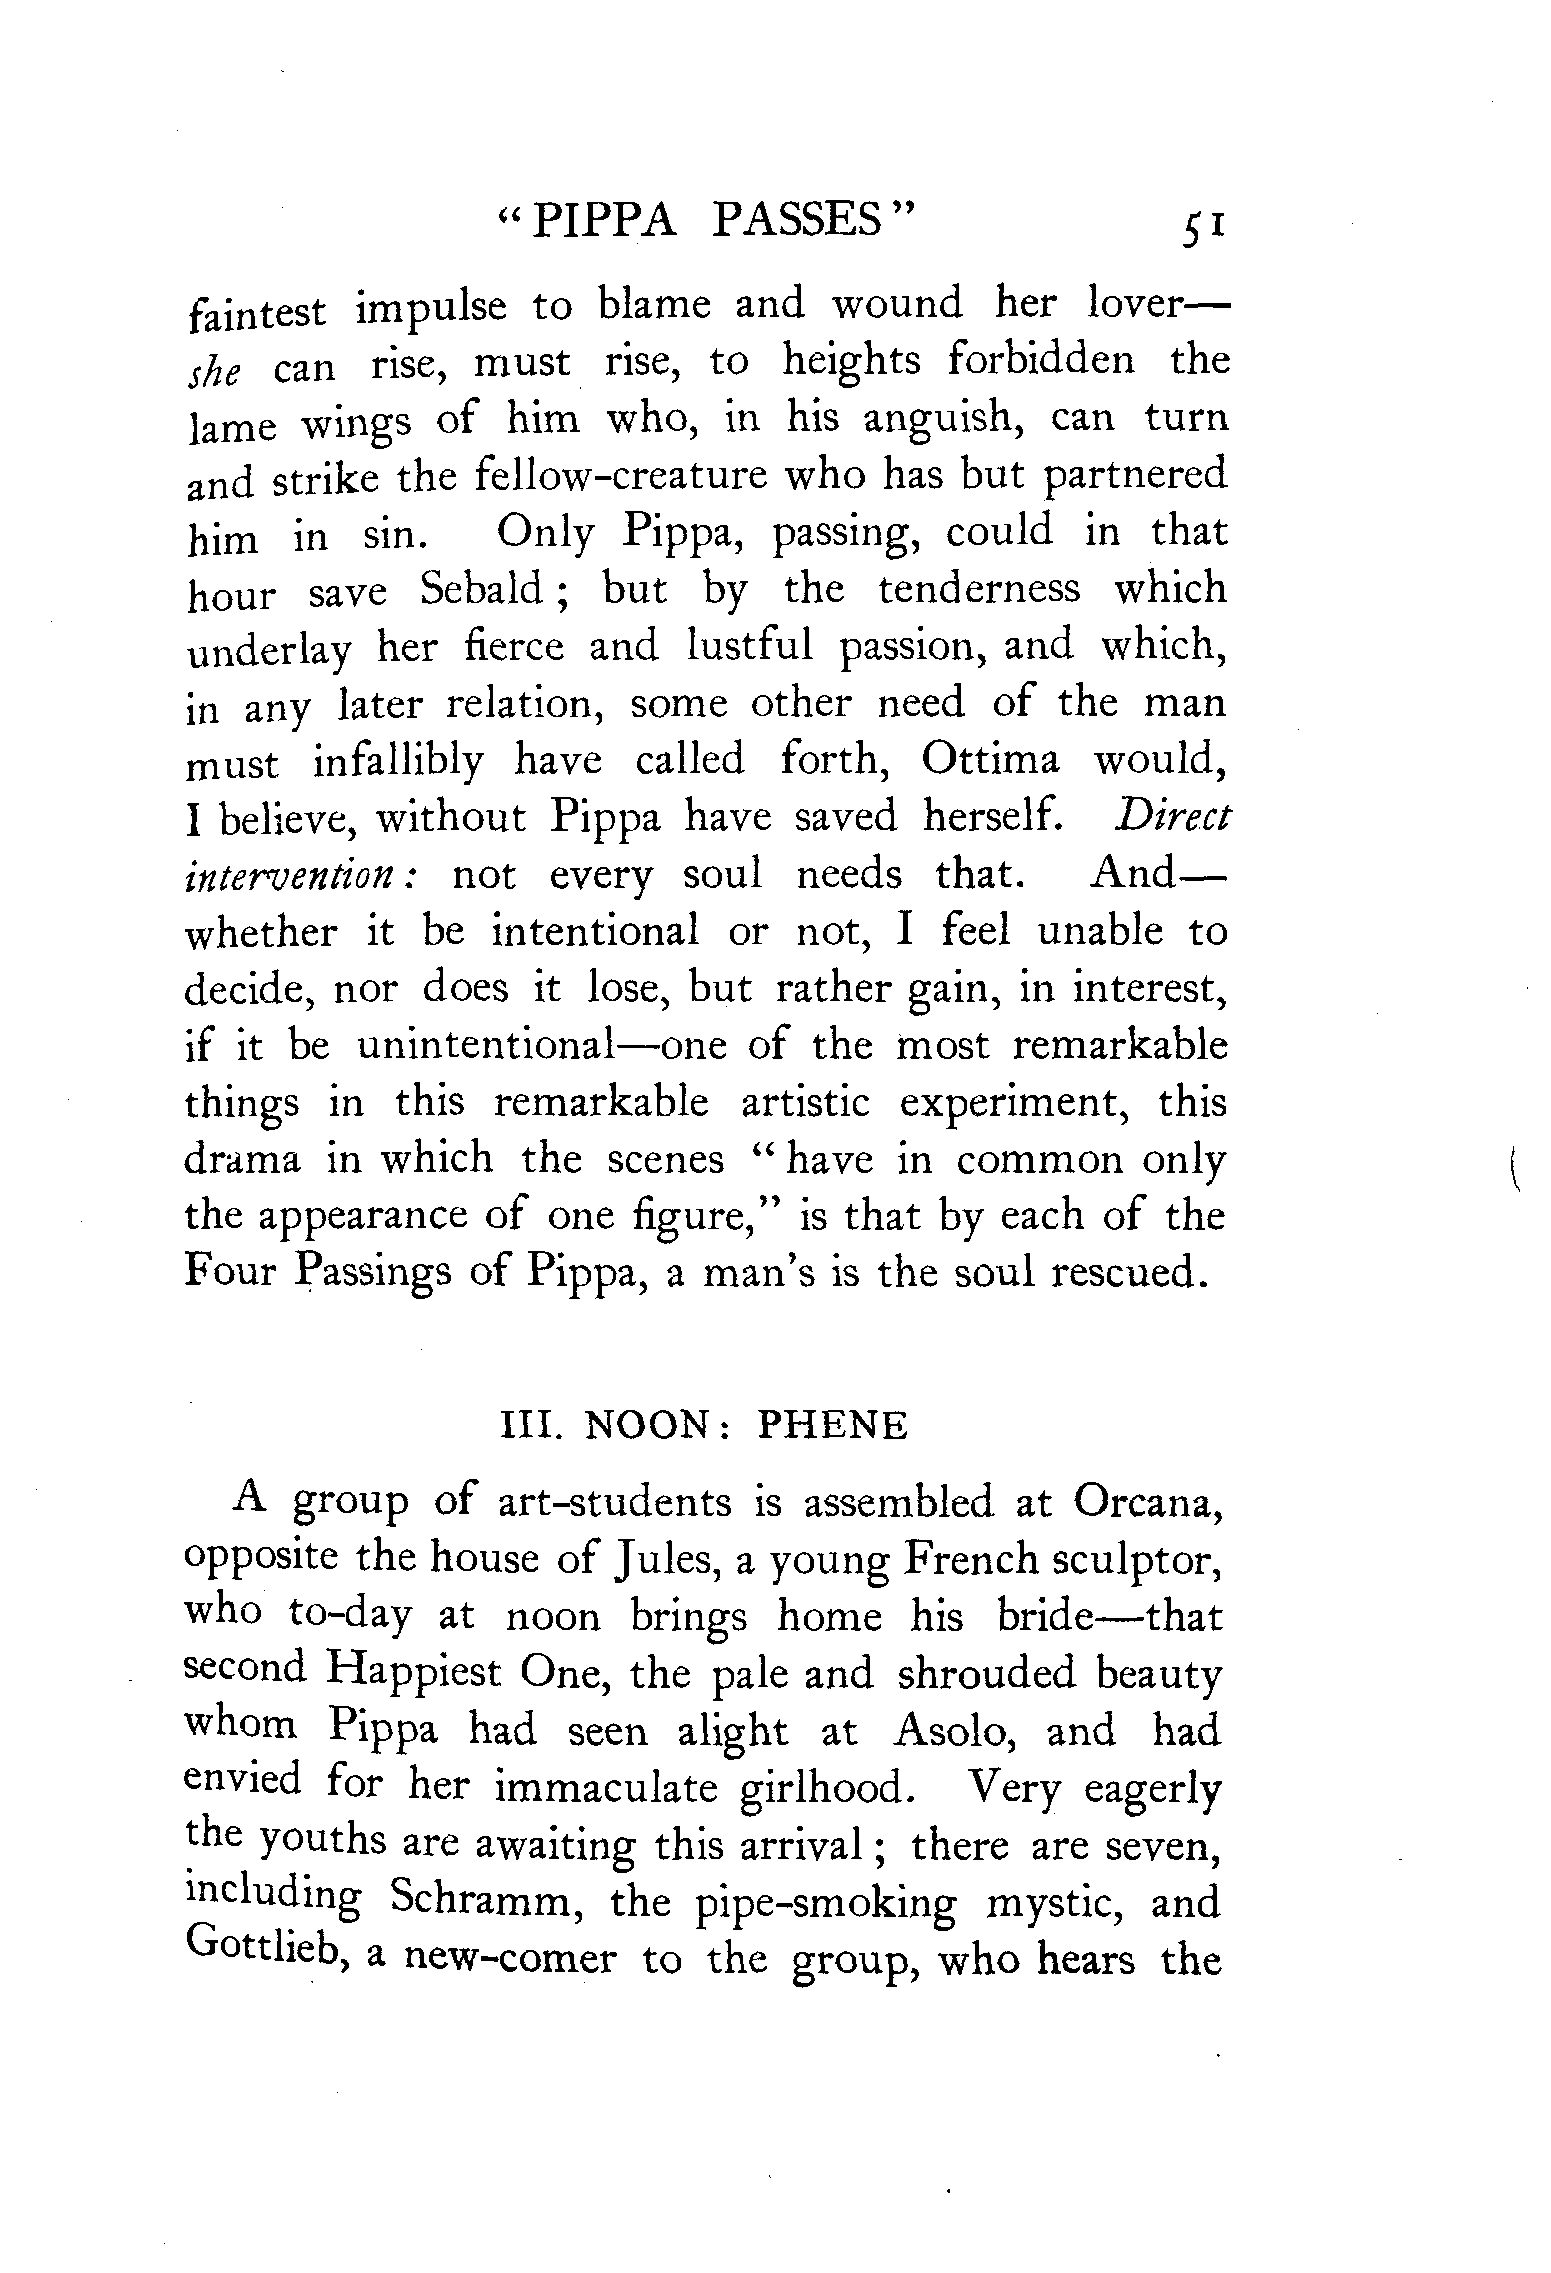 “ PIPPA PASSES ” 51
faintest impulse to blame and wound her lover—
she can rise, must rise, to heights forbidden the
lame wings of him who, in his anguish, can turn
and strike the fellow-creature who has but partnered
him in sin. Only Pippa, passing, could in that
hour save Sebald ; but by the tenderness which
underlay her fierce and lustful passion, and which,
in any later relation, some other need of the man
must infallibly have called forth, Ottima would,
I believe, without Pippa have saved herself. Direct
intervention : not every soul needs that. And—
whether it be intentional or not, I feel unable to
decide, nor does it lose, but rather gain, in interest,
if it be unintentional—one of the most remarkable
things in this remarkable artistic experiment, this
drama in which the scenes “ have in common only
the appearance of one figure,” is that by each of the
Four Passings of Pippa, a man’s is the soul rescued.
III. NOON : PHENE
A group of art-students is assembled at Orcana,
opposite the house of Jules, a young French sculptor,
who to-day at noon brings home his bride—that
second Happiest One, the pale and shrouded beauty
whom Pippa had seen alight at Asolo, and had
envied for her immaculate girlhood. Very eagerly
the youths are awaiting this arrival ; there are seven,
including Schramm, the pipe-smoking mystic, and
Gottlieb, a new-comer to the group, who hears the